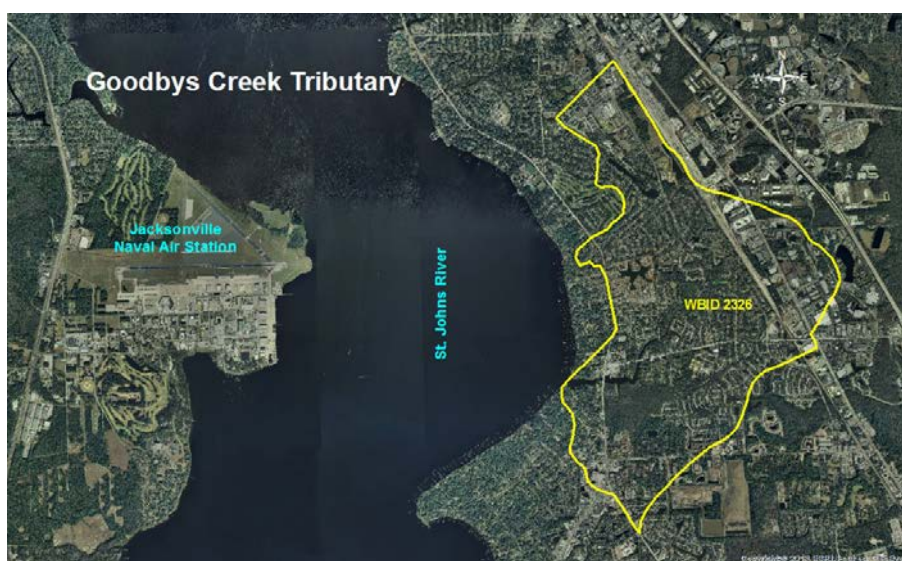 Goodbys Creek Tributary
W E
S
Jacksonville
Naval Air Station
St. Johns River
WBID 2326